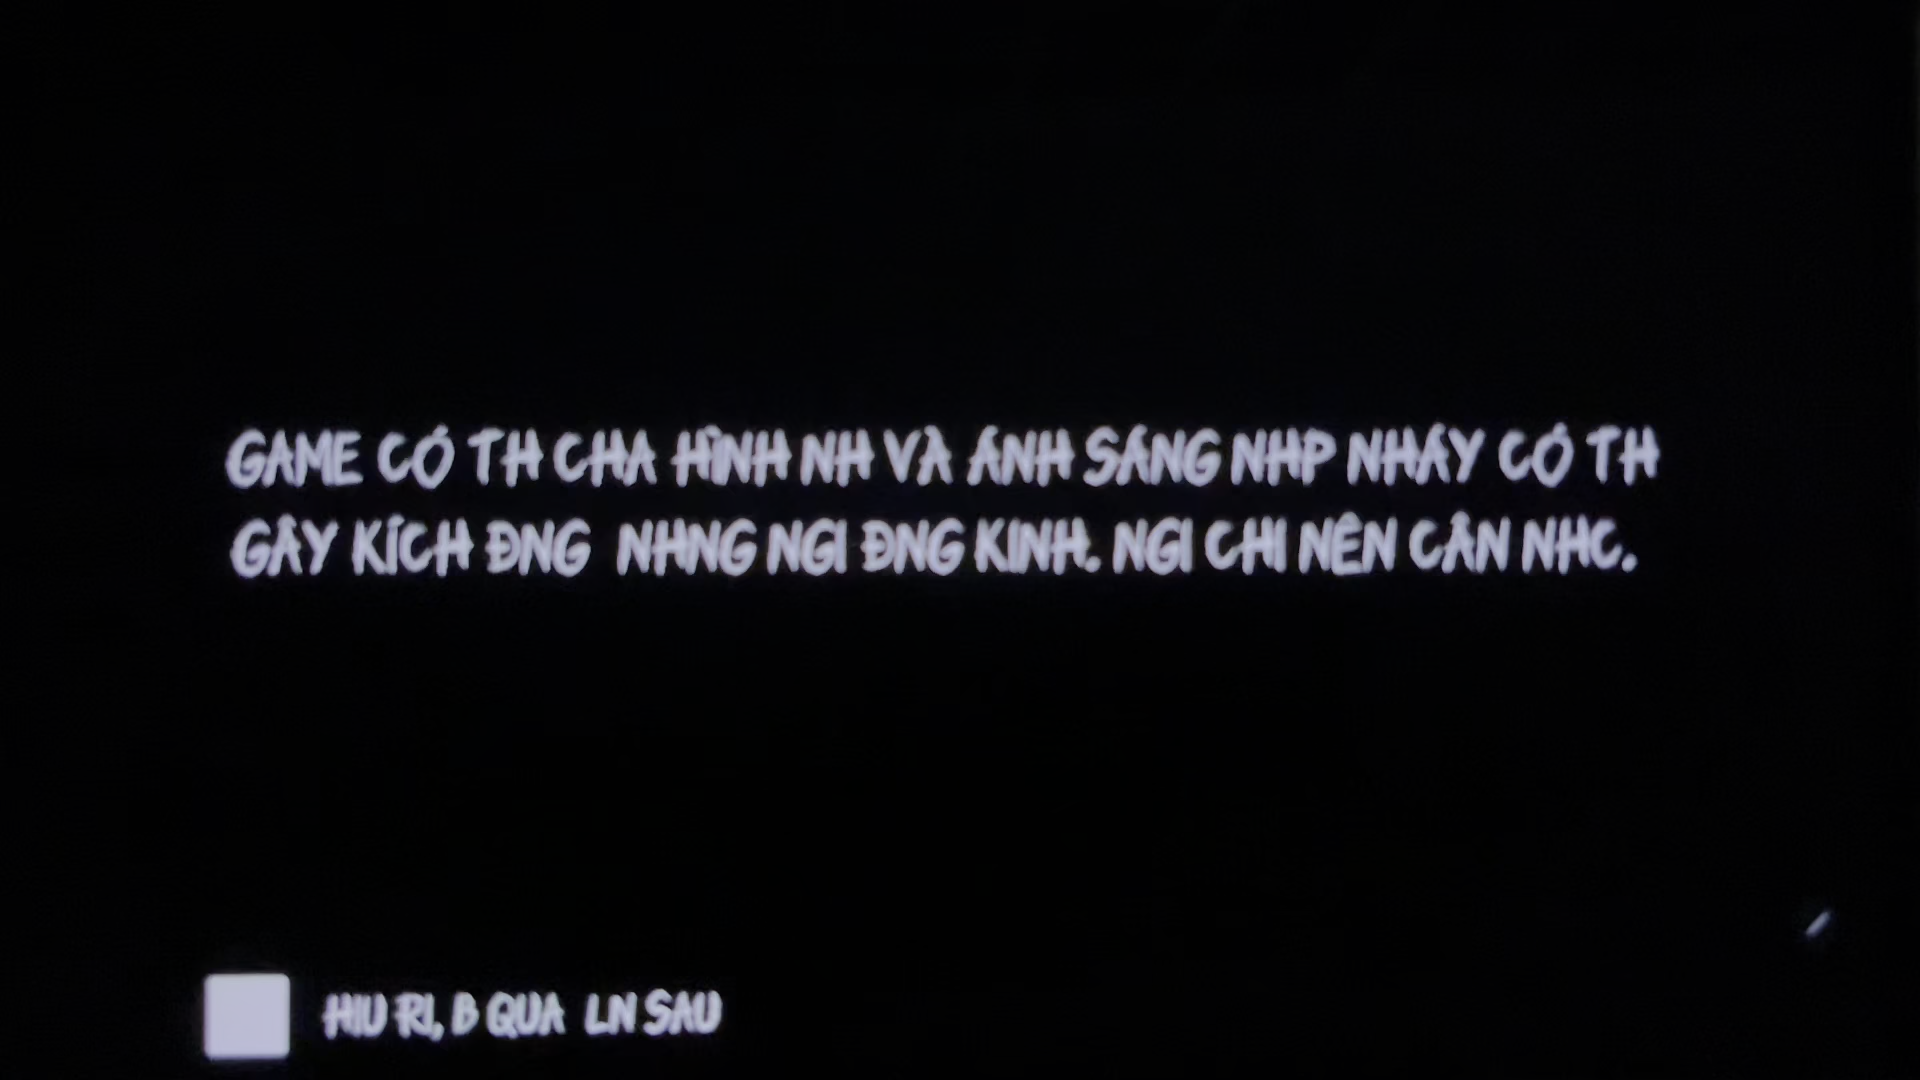 GAME CÓ TH CHA HÌNH NH VÀ ÁNH SÁNG NHP NHÁY CÓ TH
GÂY KÍCH ĐNG NHNG NGI ĐNG KINH. NGI CHI NÊN CÂN NHC.
HIU RI, B QUA LN SAU